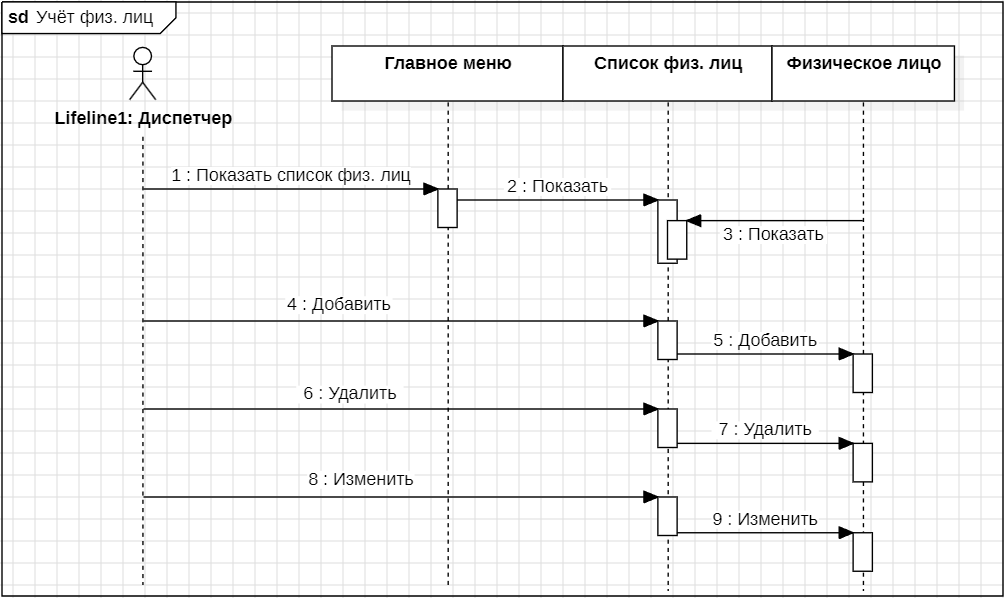 sd Учёт физ. лиц
Главное меню
Список физ. лиц
Физическое лицо
Lifeline1: Диспетчер
1 : Показать список физ. лиц
2 : Показать
3 : Показать
4 : Добавить
5 : Добавить
6 : Удалить
7 : Удалить
8 : Изменить
9 : Изменить